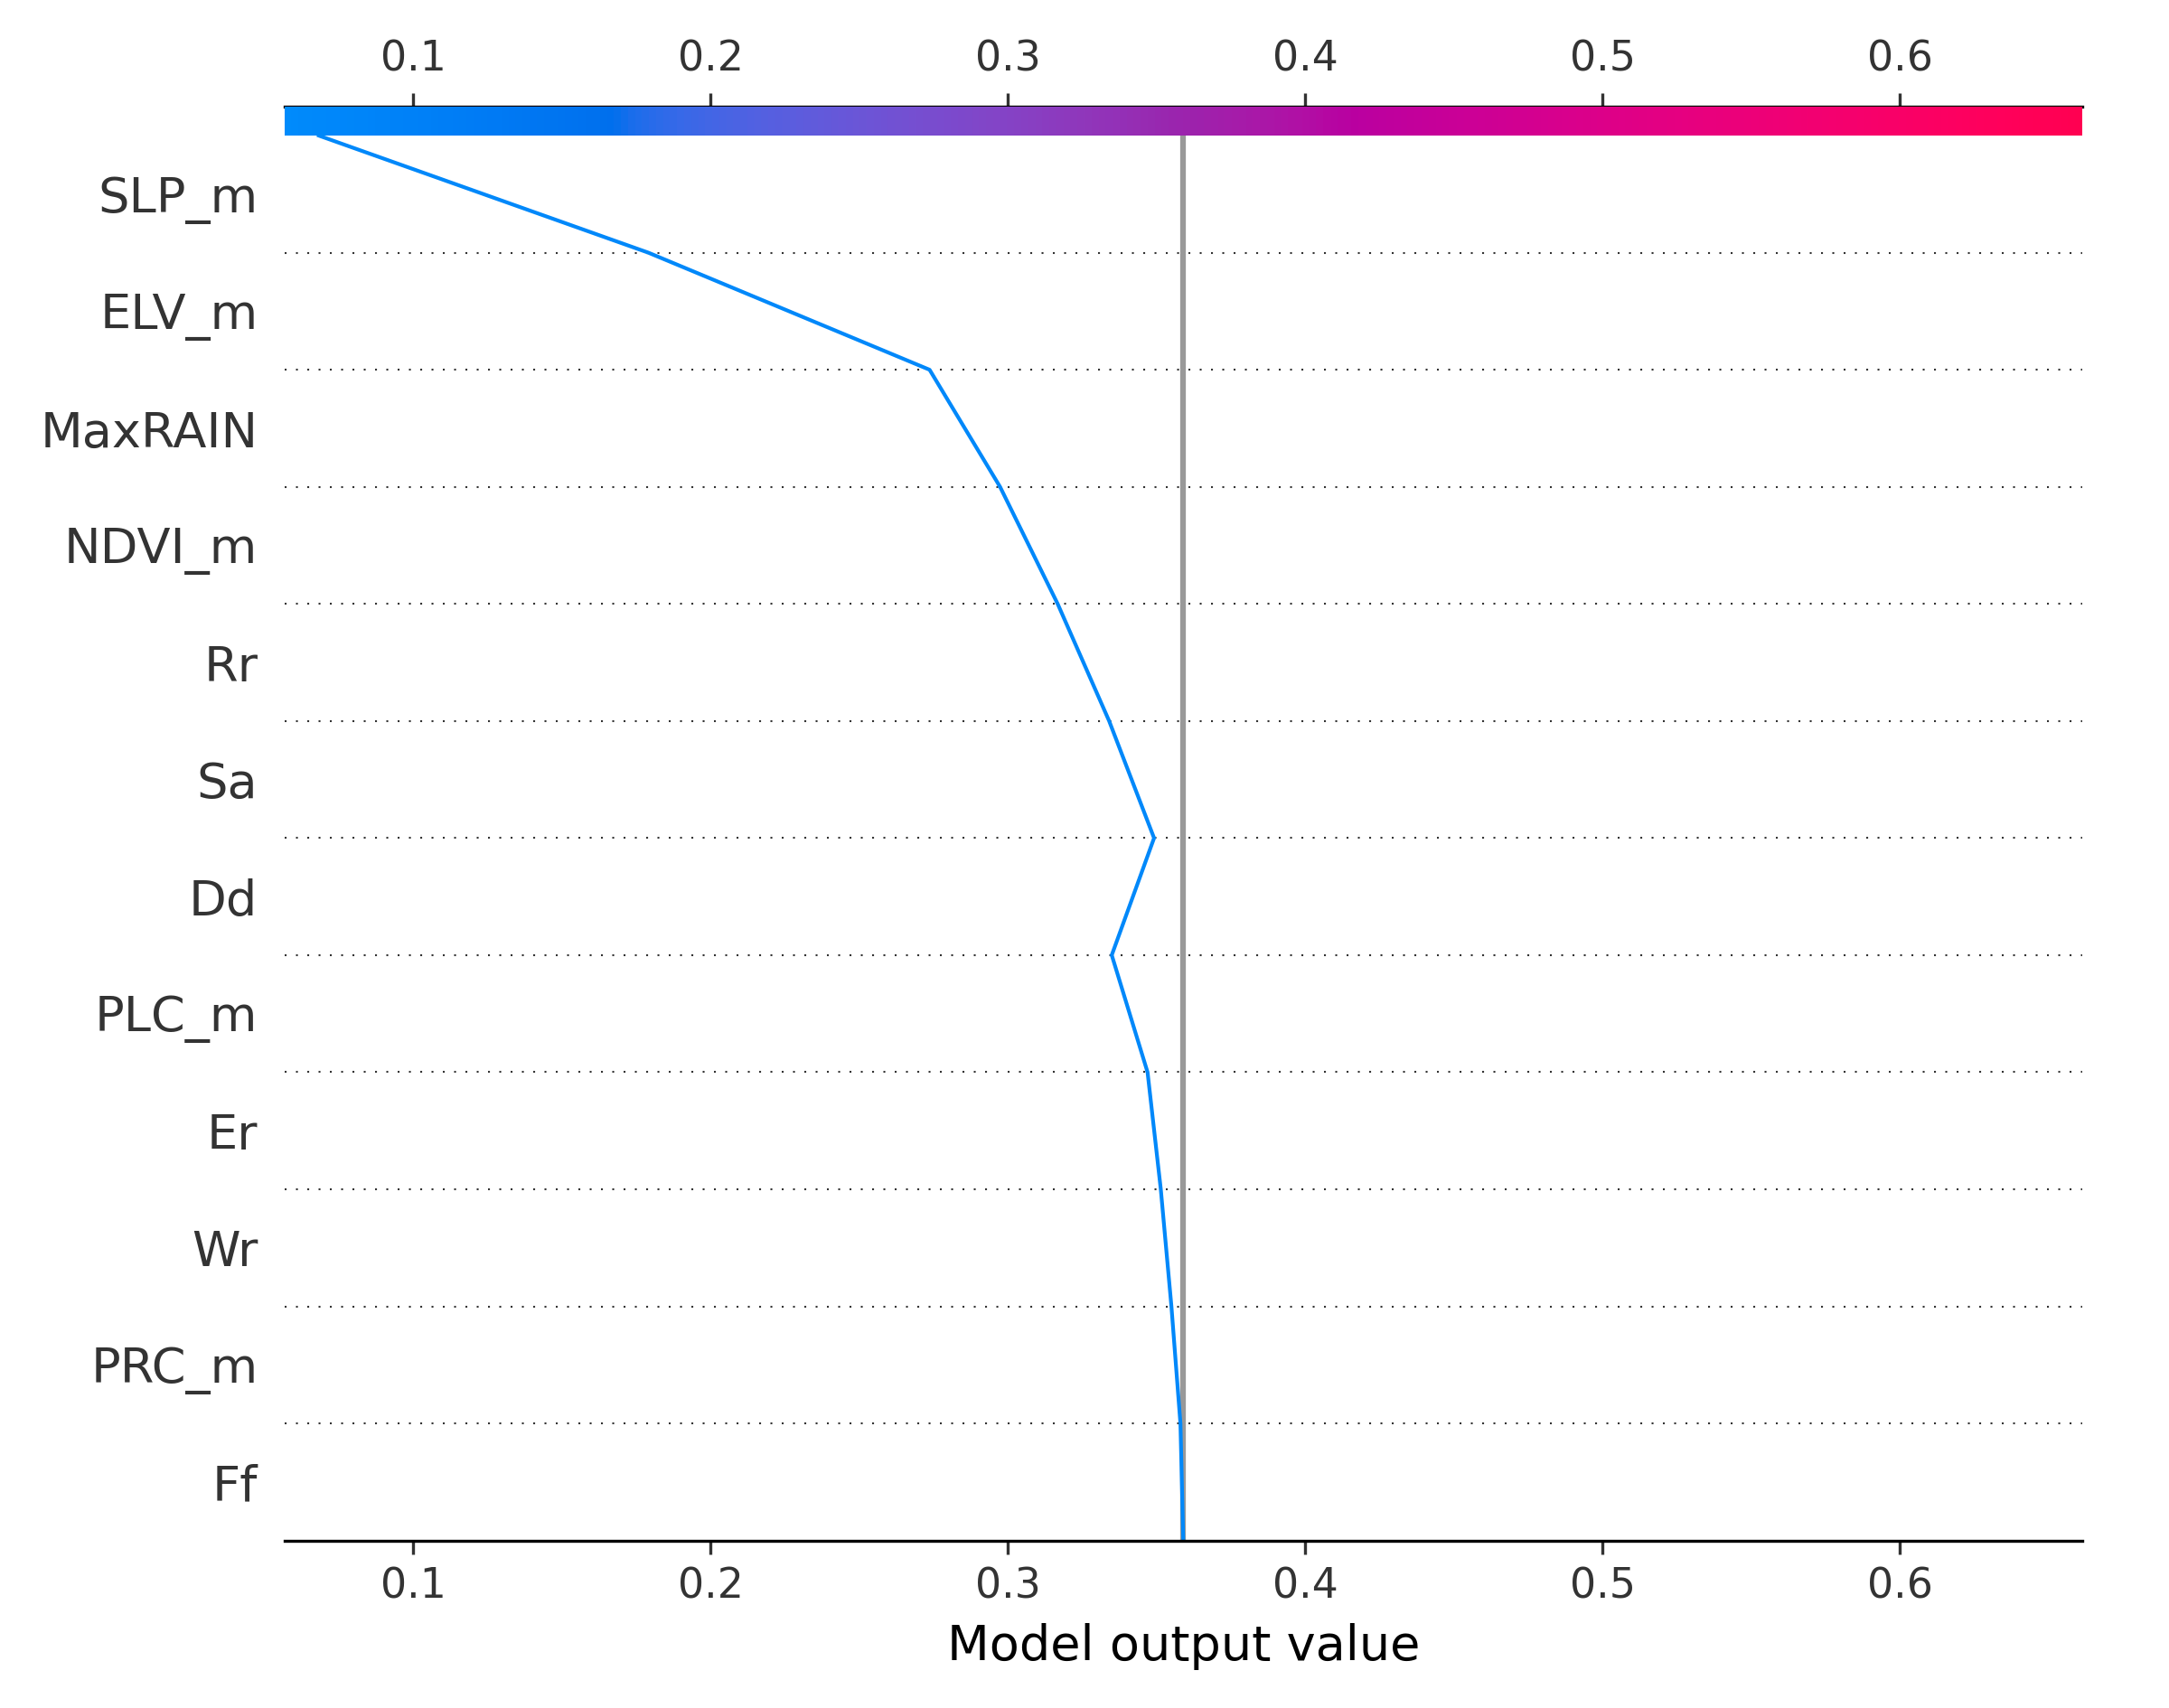 0.1 0.2 0.3 0.4 0.5 0.6
SLP_m
ELV_m
MaxRAIN
NDVI_m
Rr
Sa
Dd
PLC_m
Er
Wr
PRC_m
Ff
0.1 0.2 0.3 0.4 0.5 0.6
Model output value